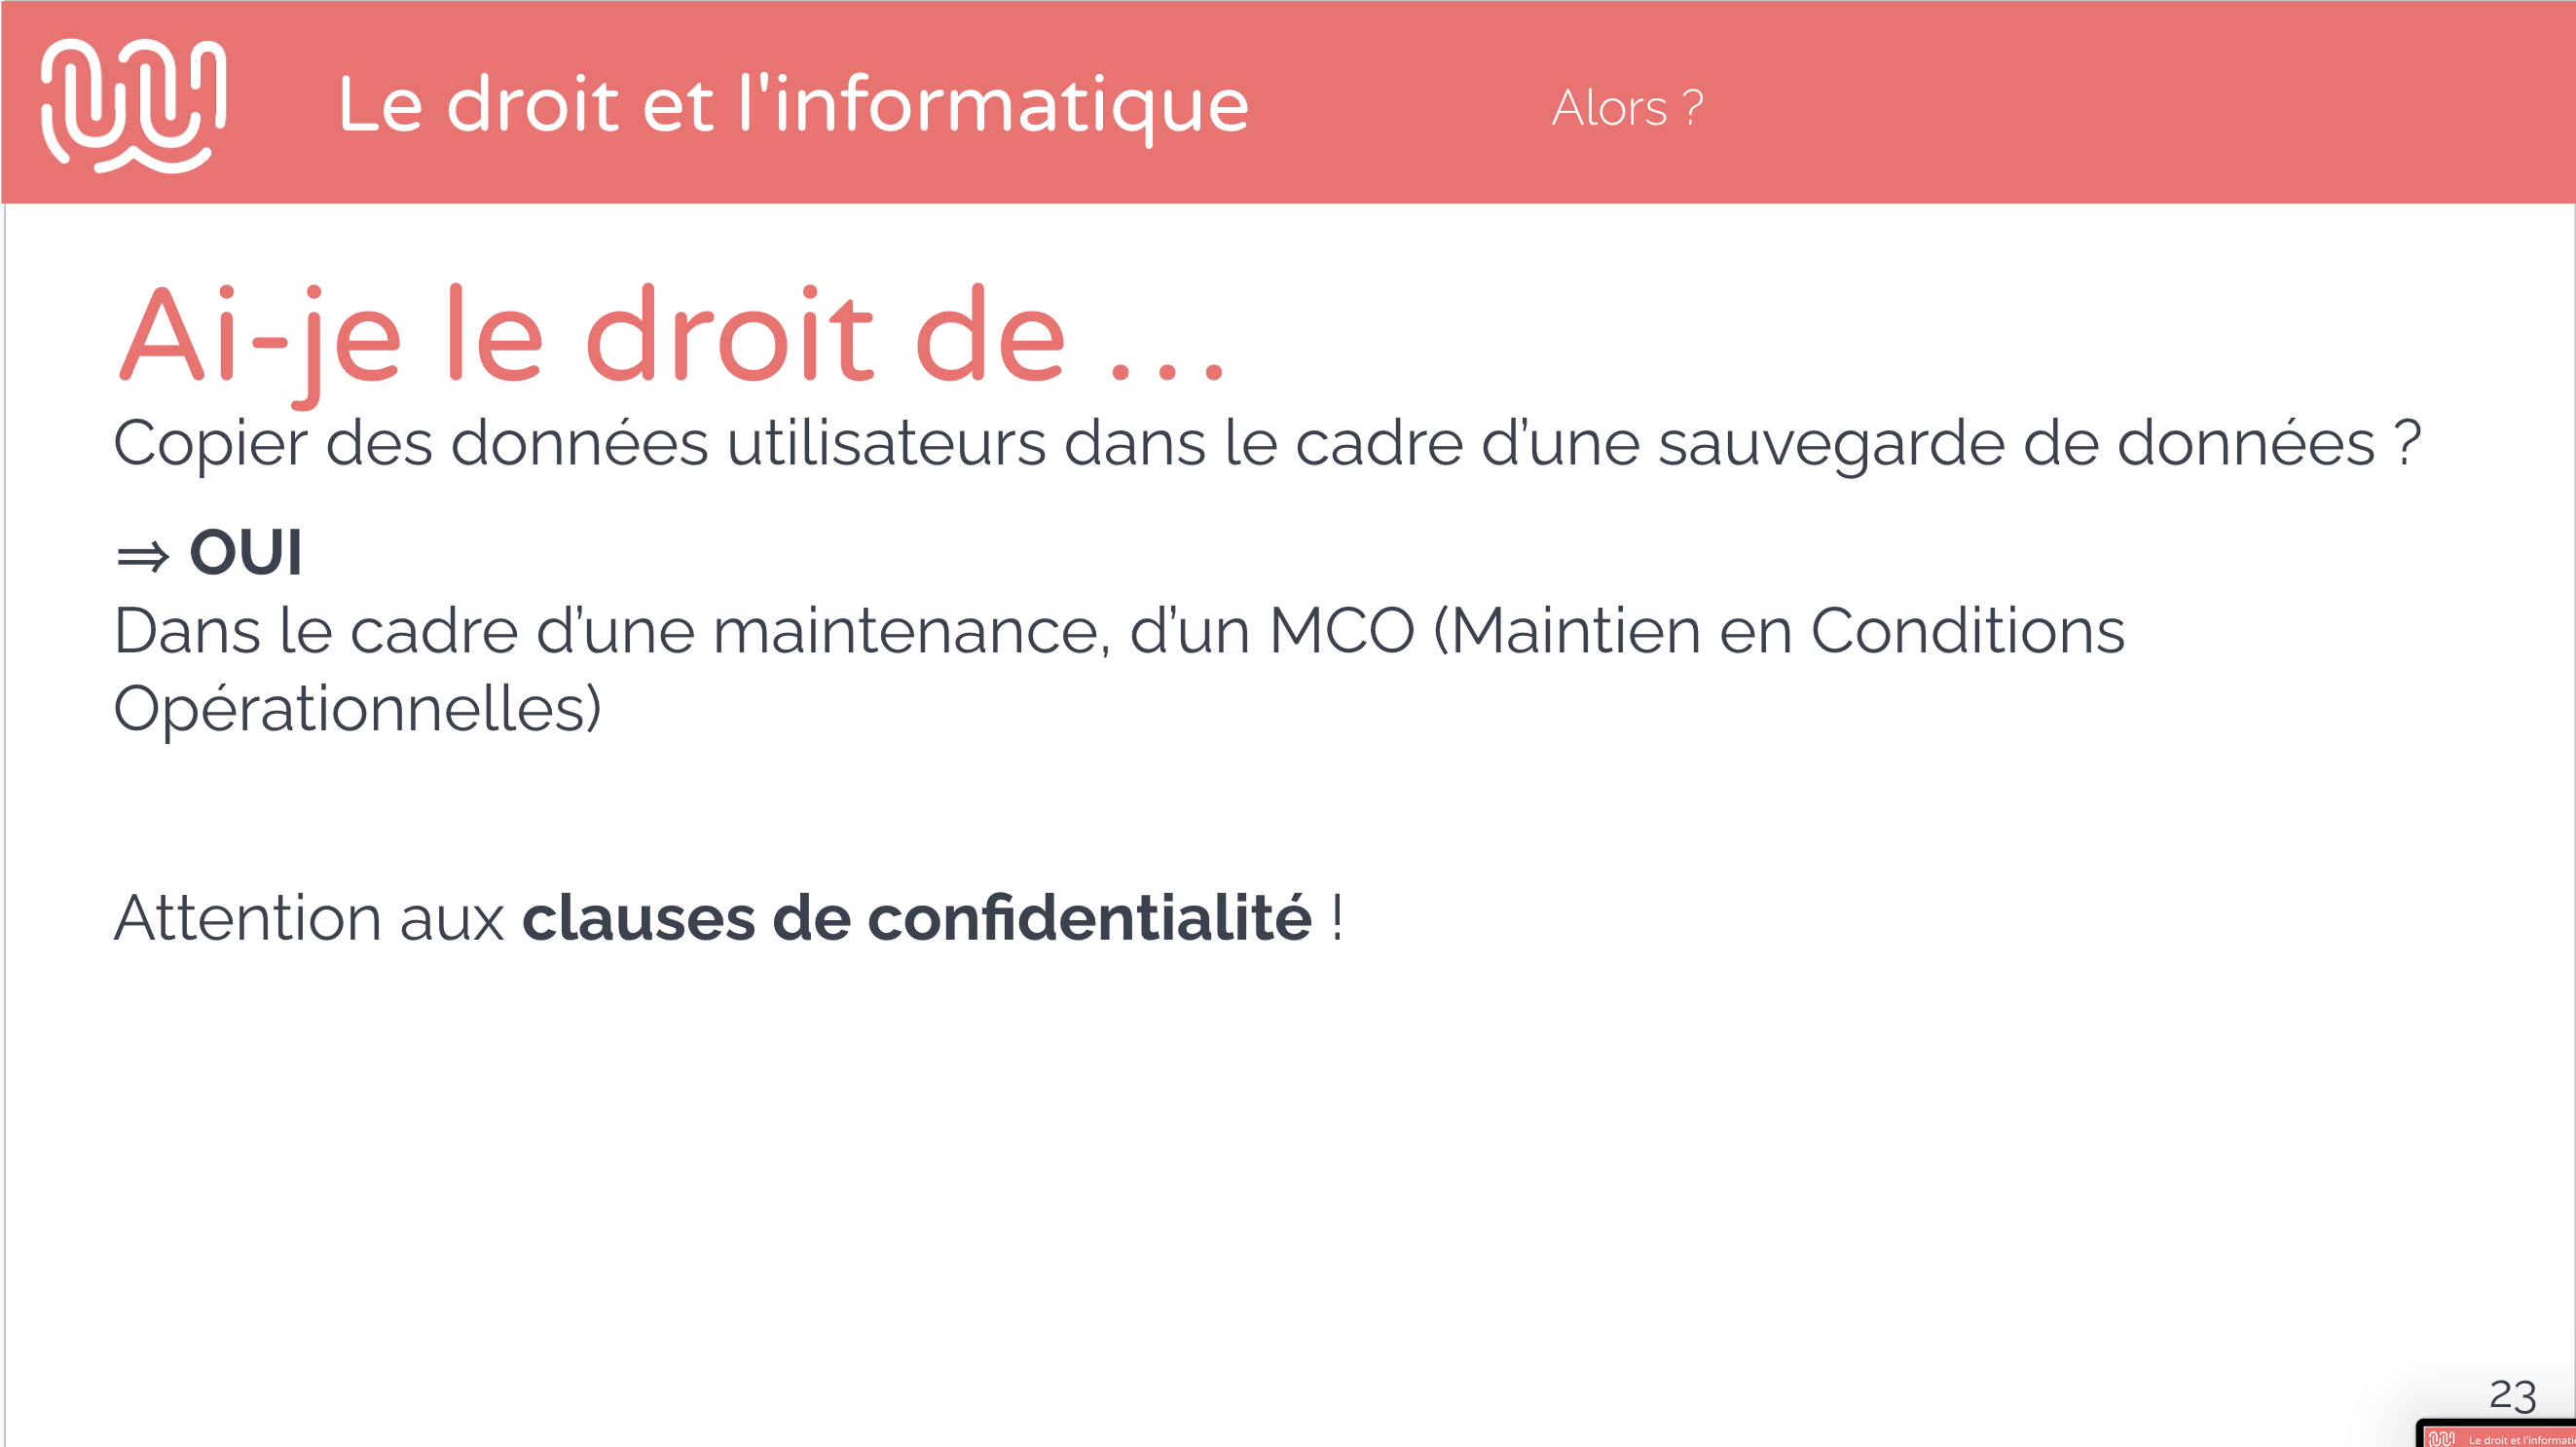 Le droit et l'informatique
Alors ?
Ai-je le droit de ...
Copier des données utilisateurs dans le cadre d’une sauvegarde de données ?
⇒ OUI
Dans le cadre d’une maintenance, d’un MCO (Maintien en Conditions
Opérationnelles)
Attention aux clauses de confidentialité !
23
Le droit et l'informati